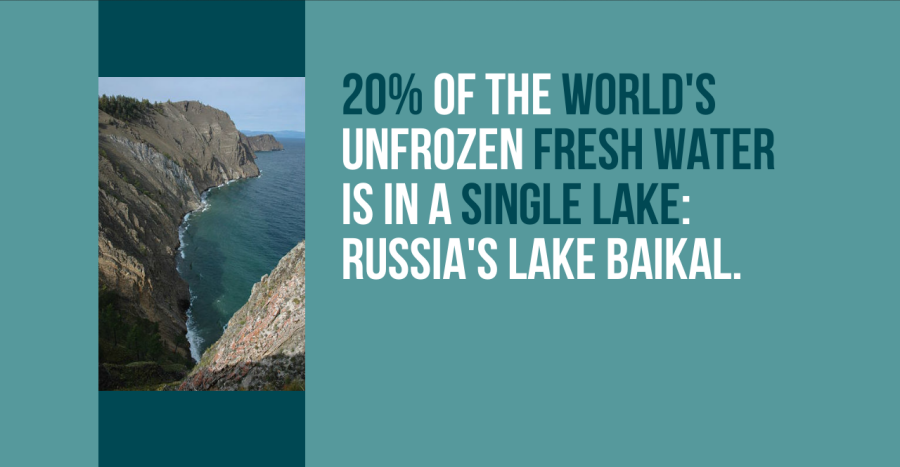 20% OF THE WORLD'S
UNFROZEN FRESH WATER
IS IN A SINGLE LAKE:
RUSSIA'S LAKE BAIKAL.